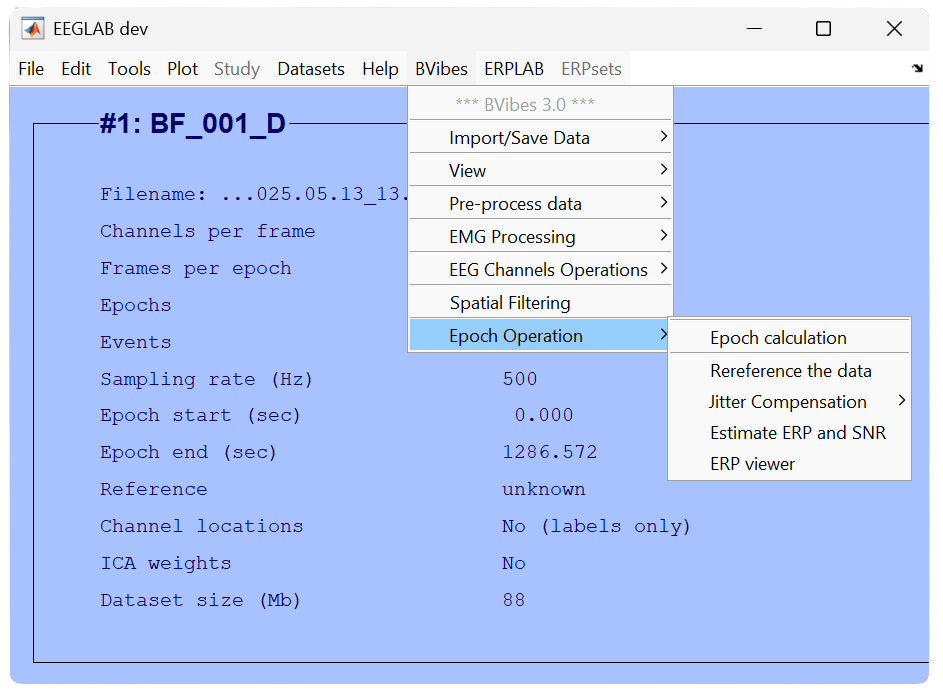 EEGLAB dev
File Edit Tools Plot Study Datasets Help BVibes ERPLAB ERPsets
#1: BF_001_D
*** BVibes 3.0 ***
Import/Save Data
View
Pre-process data
EMG Processing
EEG Channels Operations
Spatial Filtering
Epoch Operation
Epoch calculation
Rereference the data
Jitter Compensation
Estimate ERP and SNR
ERP viewer
Filename: ...025.05.13_13.
Channels per frame
Frames per epoch
Epochs
Events
Sampling rate (Hz) 500
Epoch start (sec) 0.000
Epoch end (sec) 1286.572
Reference unknown
Channel locations No (labels only)
ICA weights No
Dataset size (Mb) 88